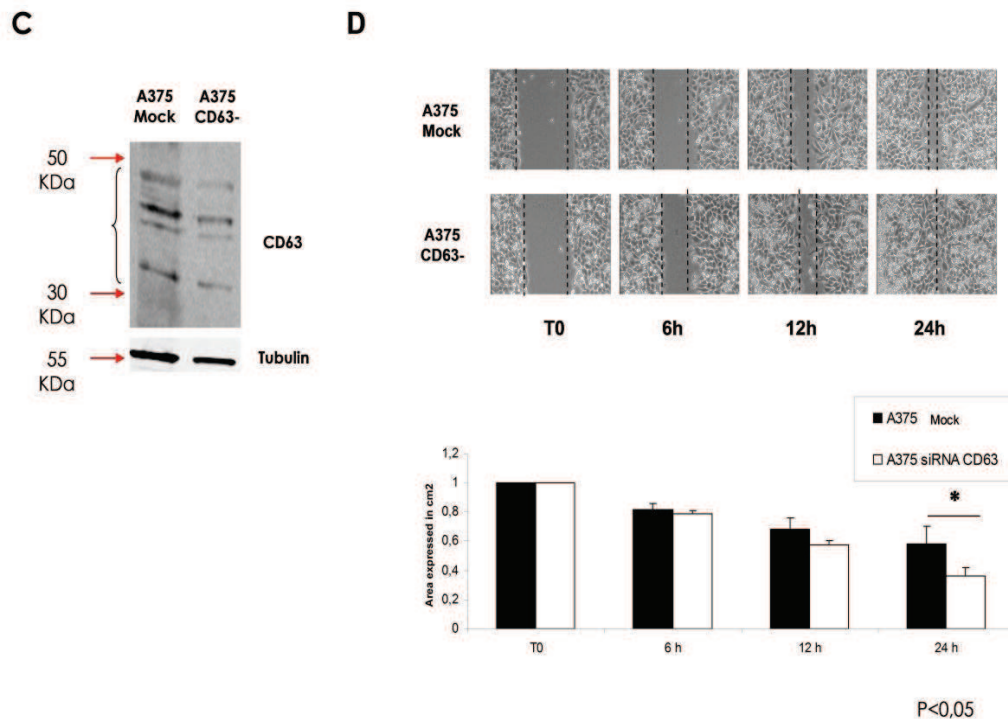 C
D
A375
Mock
A375
CD63-
50
KDa
CD63
30
KDa
55
KDa
Tubulin
A375
Mock
A375
CD63-
T0
6h
12h
24h
A375 Mock
A375 siRNA CD63
Area expressed in cm2
1,2
1
0,8
0,6
0,4
0,2
0
*
T0
6 h
12 h
24 h
P<0,05